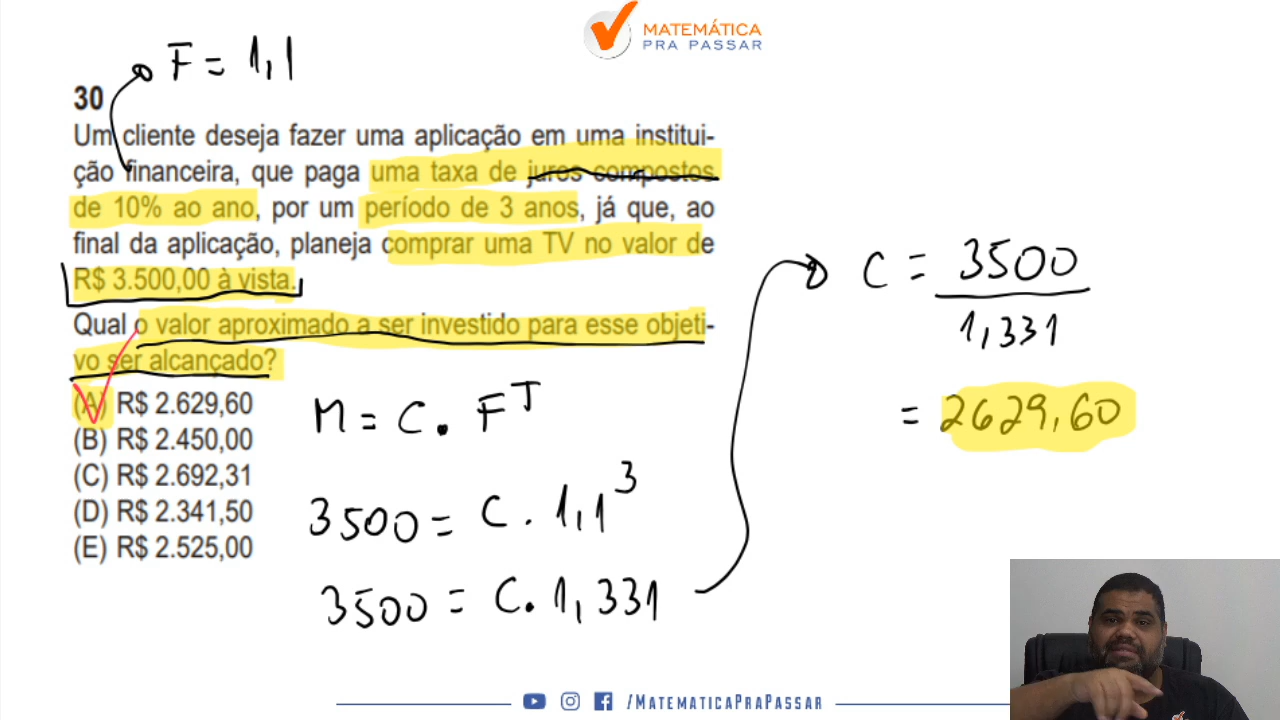 MATEMÁTICA
PRA PASSAR
F = 1,1
30
Um cliente deseja fazer uma aplicação em uma institui-
ção financeira, que paga uma taxa de juros compostos
de 10% ao ano, por um período de 3 anos, já que, ao
final da aplicação, planeja comprar uma TV no valor de
R$ 3.500,00 à vista.
Qual o valor aproximado a ser investido para esse objeti-
vo ser alcançado?
(A) R$ 2.629,60
(B) R$ 2.450,00
(C) R$ 2.692,31
(D) R$ 2.341,50
(E) R$ 2.525,00
M = C . F^T
3500 = C . 1,1^3
3500 = C . 1,331
C = 3500
1,331
= 2629,60
/MATEMATICAPRAPASSAR